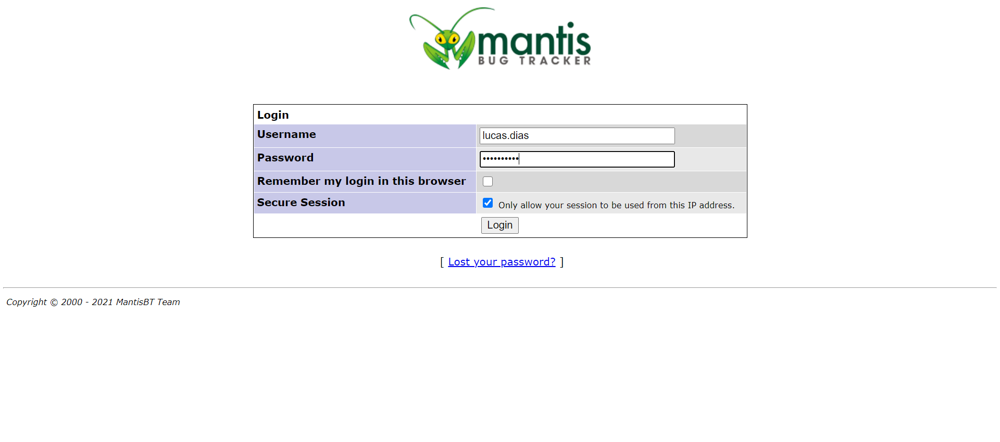 mantis
BUG TRACKER
Login
Username lucas.dias
Password ••••••••••
Remember my login in this browser
Secure Session Only allow your session to be used from this IP address.
Login
[ Lost your password? ]
Copyright © 2000 - 2021 MantisBT Team